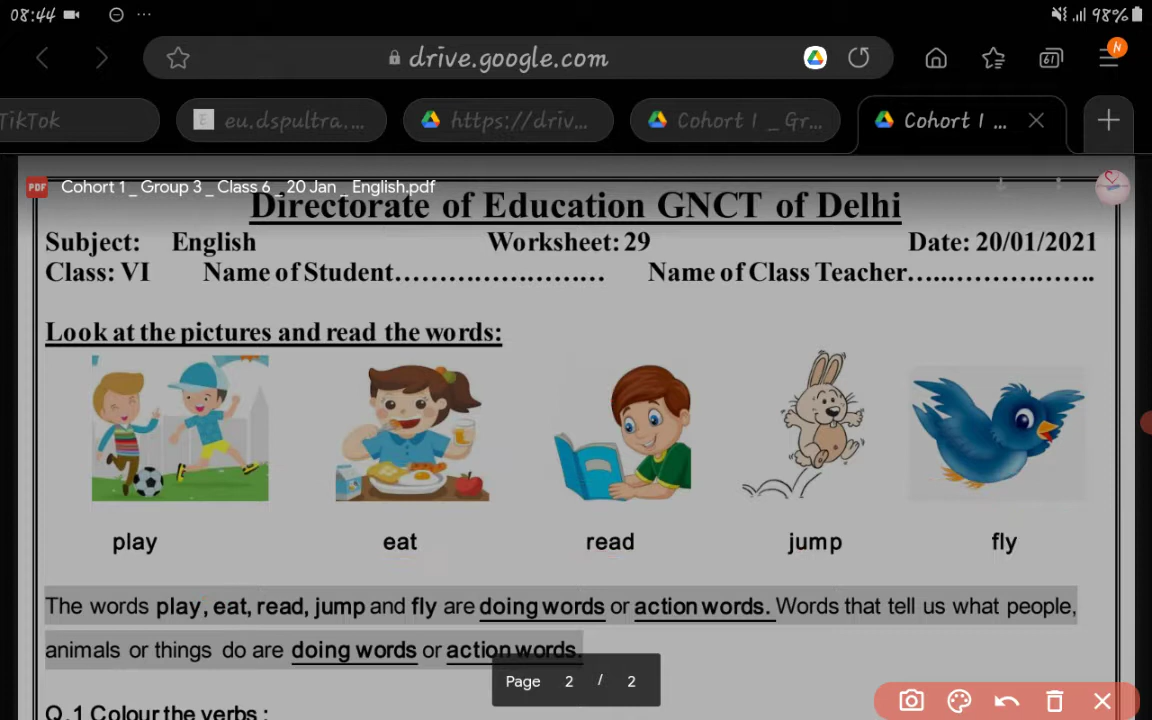 08:44 ··· 98%
drive.google.com N
61
TikTok E eu.dspultra.... https://driv... Cohort 1 _ Gr... Cohort 1 ...
PDF Cohort 1 _ Group 3 _ Class 6 _ 20 Jan _ English.pdf
Directorate of Education GNCT of Delhi
Subject: English Worksheet: 29 Date: 20/01/2021
Class: VI Name of Student........................ Name of Class Teacher.....................
Look at the pictures and read the words:
play eat read jump fly
The words play, eat, read, jump and fly are doing words or action words. Words that tell us what people,
animals or things do are doing words or action words.
Page 2 / 2
Q.1 Colour the verbs :